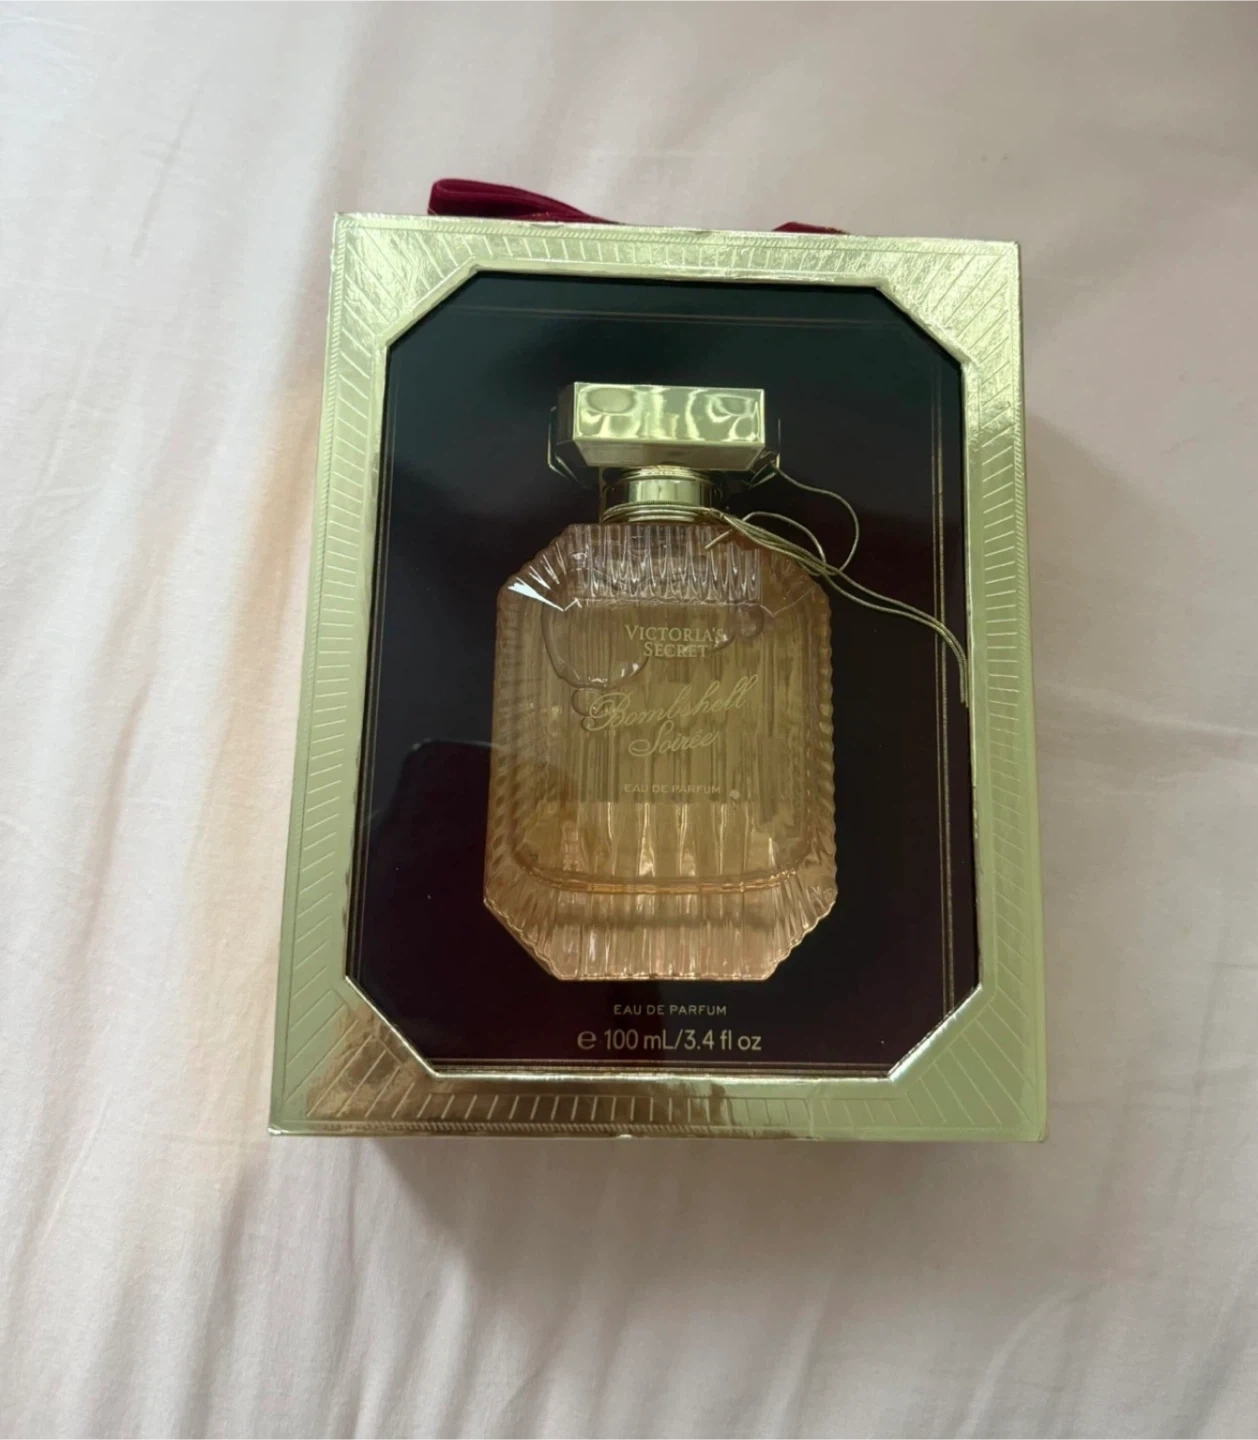 VICTORIA'S
SECRET
Bombshell
Soirée
EAU DE PARFUM
EAU DE PARFUM
℮ 100 mL/3.4 fl oz